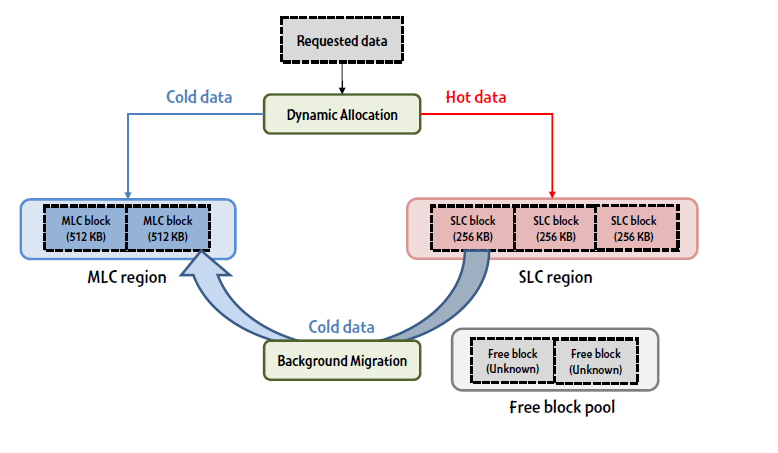 Requested data
Cold data
Hot data
Dynamic Allocation
MLC block
(512 KB)
MLC block
(512 KB)
SLC block
(256 KB)
SLC block
(256 KB)
SLC block
(256 KB)
MLC region
SLC region
Cold data
Background Migration
Free block
(Unknown)
Free block
(Unknown)
Free block pool